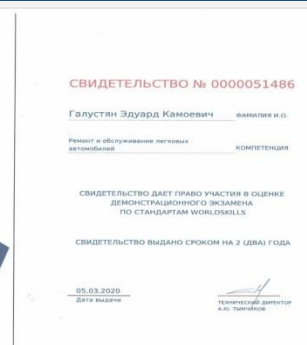 СВИДЕТЕЛЬСТВО № 0000051486
Галустян Эдуард Камоевич ФАМИЛИЯ И.О.
Ремонт и обслуживание легковых
автомобилей КОМПЕТЕНЦИЯ
СВИДЕТЕЛЬСТВО ДАЕТ ПРАВО УЧАСТИЯ В ОЦЕНКЕ
ДЕМОНСТРАЦИОННОГО ЭКЗАМЕНА
ПО СТАНДАРТАМ WORLDSKILLS
СВИДЕТЕЛЬСТВО ВЫДАНО СРОКОМ НА 2 (ДВА) ГОДА
05.03.2020
Дата выдачи
ТЕХНИЧЕСКИЙ ДИРЕКТОР
А.Ю. ТЫМЧИКОВ